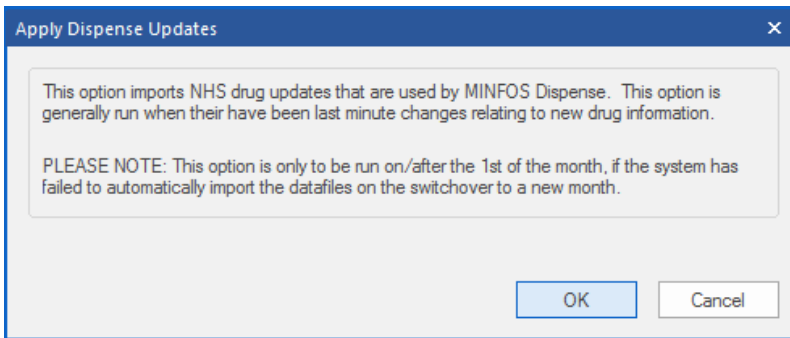 Apply Dispense Updates
This option imports NHS drug updates that are used by MINFOS Dispense.  This option is
generally run when their have been last minute changes relating to new drug information.
PLEASE NOTE: This option is only to be run on/after the 1st of the month, if the system has
failed to automatically import the datafiles on the switchover to a new month.
OK
Cancel